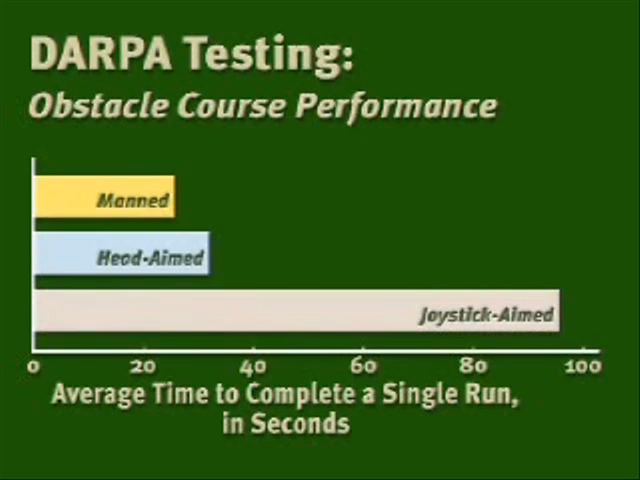 DARPA Testing:
Obstacle Course Performance
Manned
Head-Aimed
Joystick-Aimed
0 20 40 60 80 100
Average Time to Complete a Single Run,
in Seconds